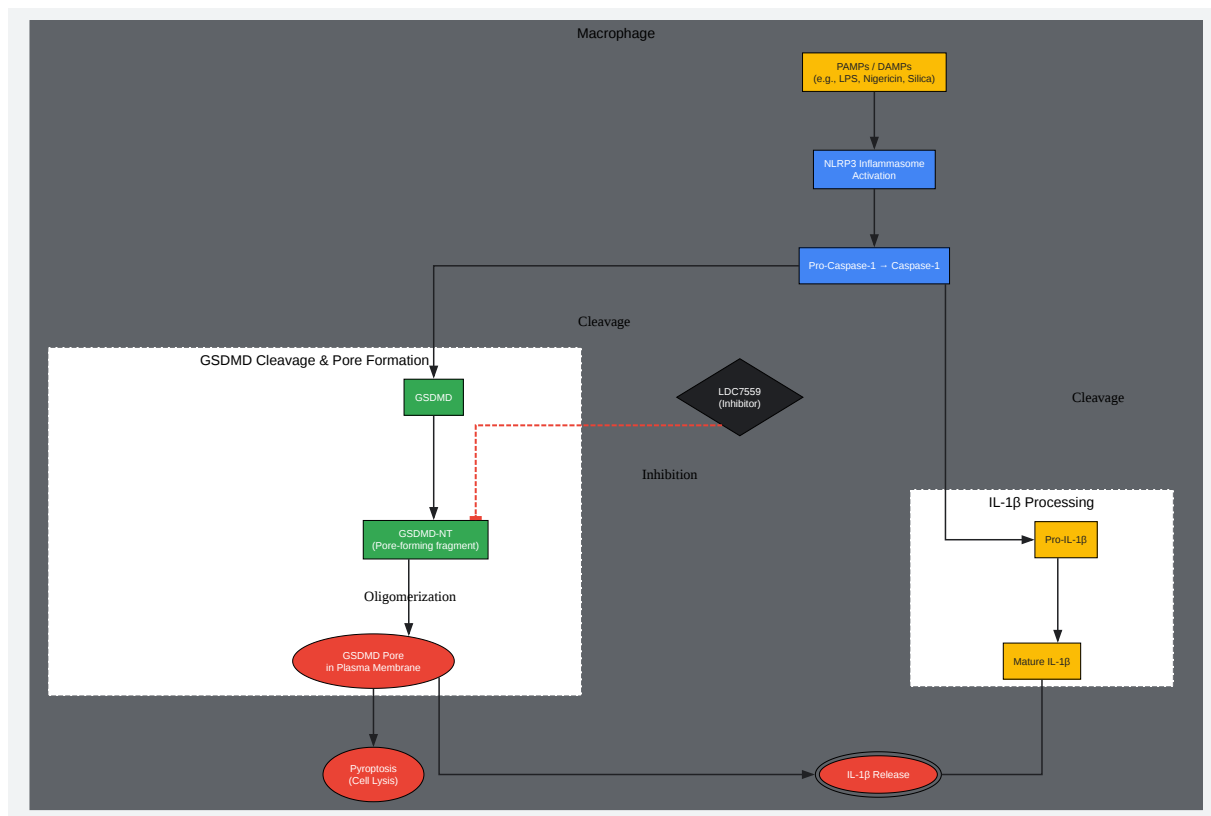 Macrophage
PAMPs / DAMPs
(e.g., LPS, Nigericin, Silica)
NLRP3 Inflammasome
Activation
Pro-Caspase-1 → Caspase-1
Cleavage
GSDMD Cleavage & Pore Formation
GSDMD
LDC7559
(Inhibitor)
Cleavage
Inhibition
IL-1β Processing
GSDMD-NT
(Pore-forming fragment)
Pro-IL-1β
Oligomerization
GSDMD Pore
in Plasma Membrane
Mature IL-1β
Pyroptosis
(Cell Lysis)
IL-1β Release